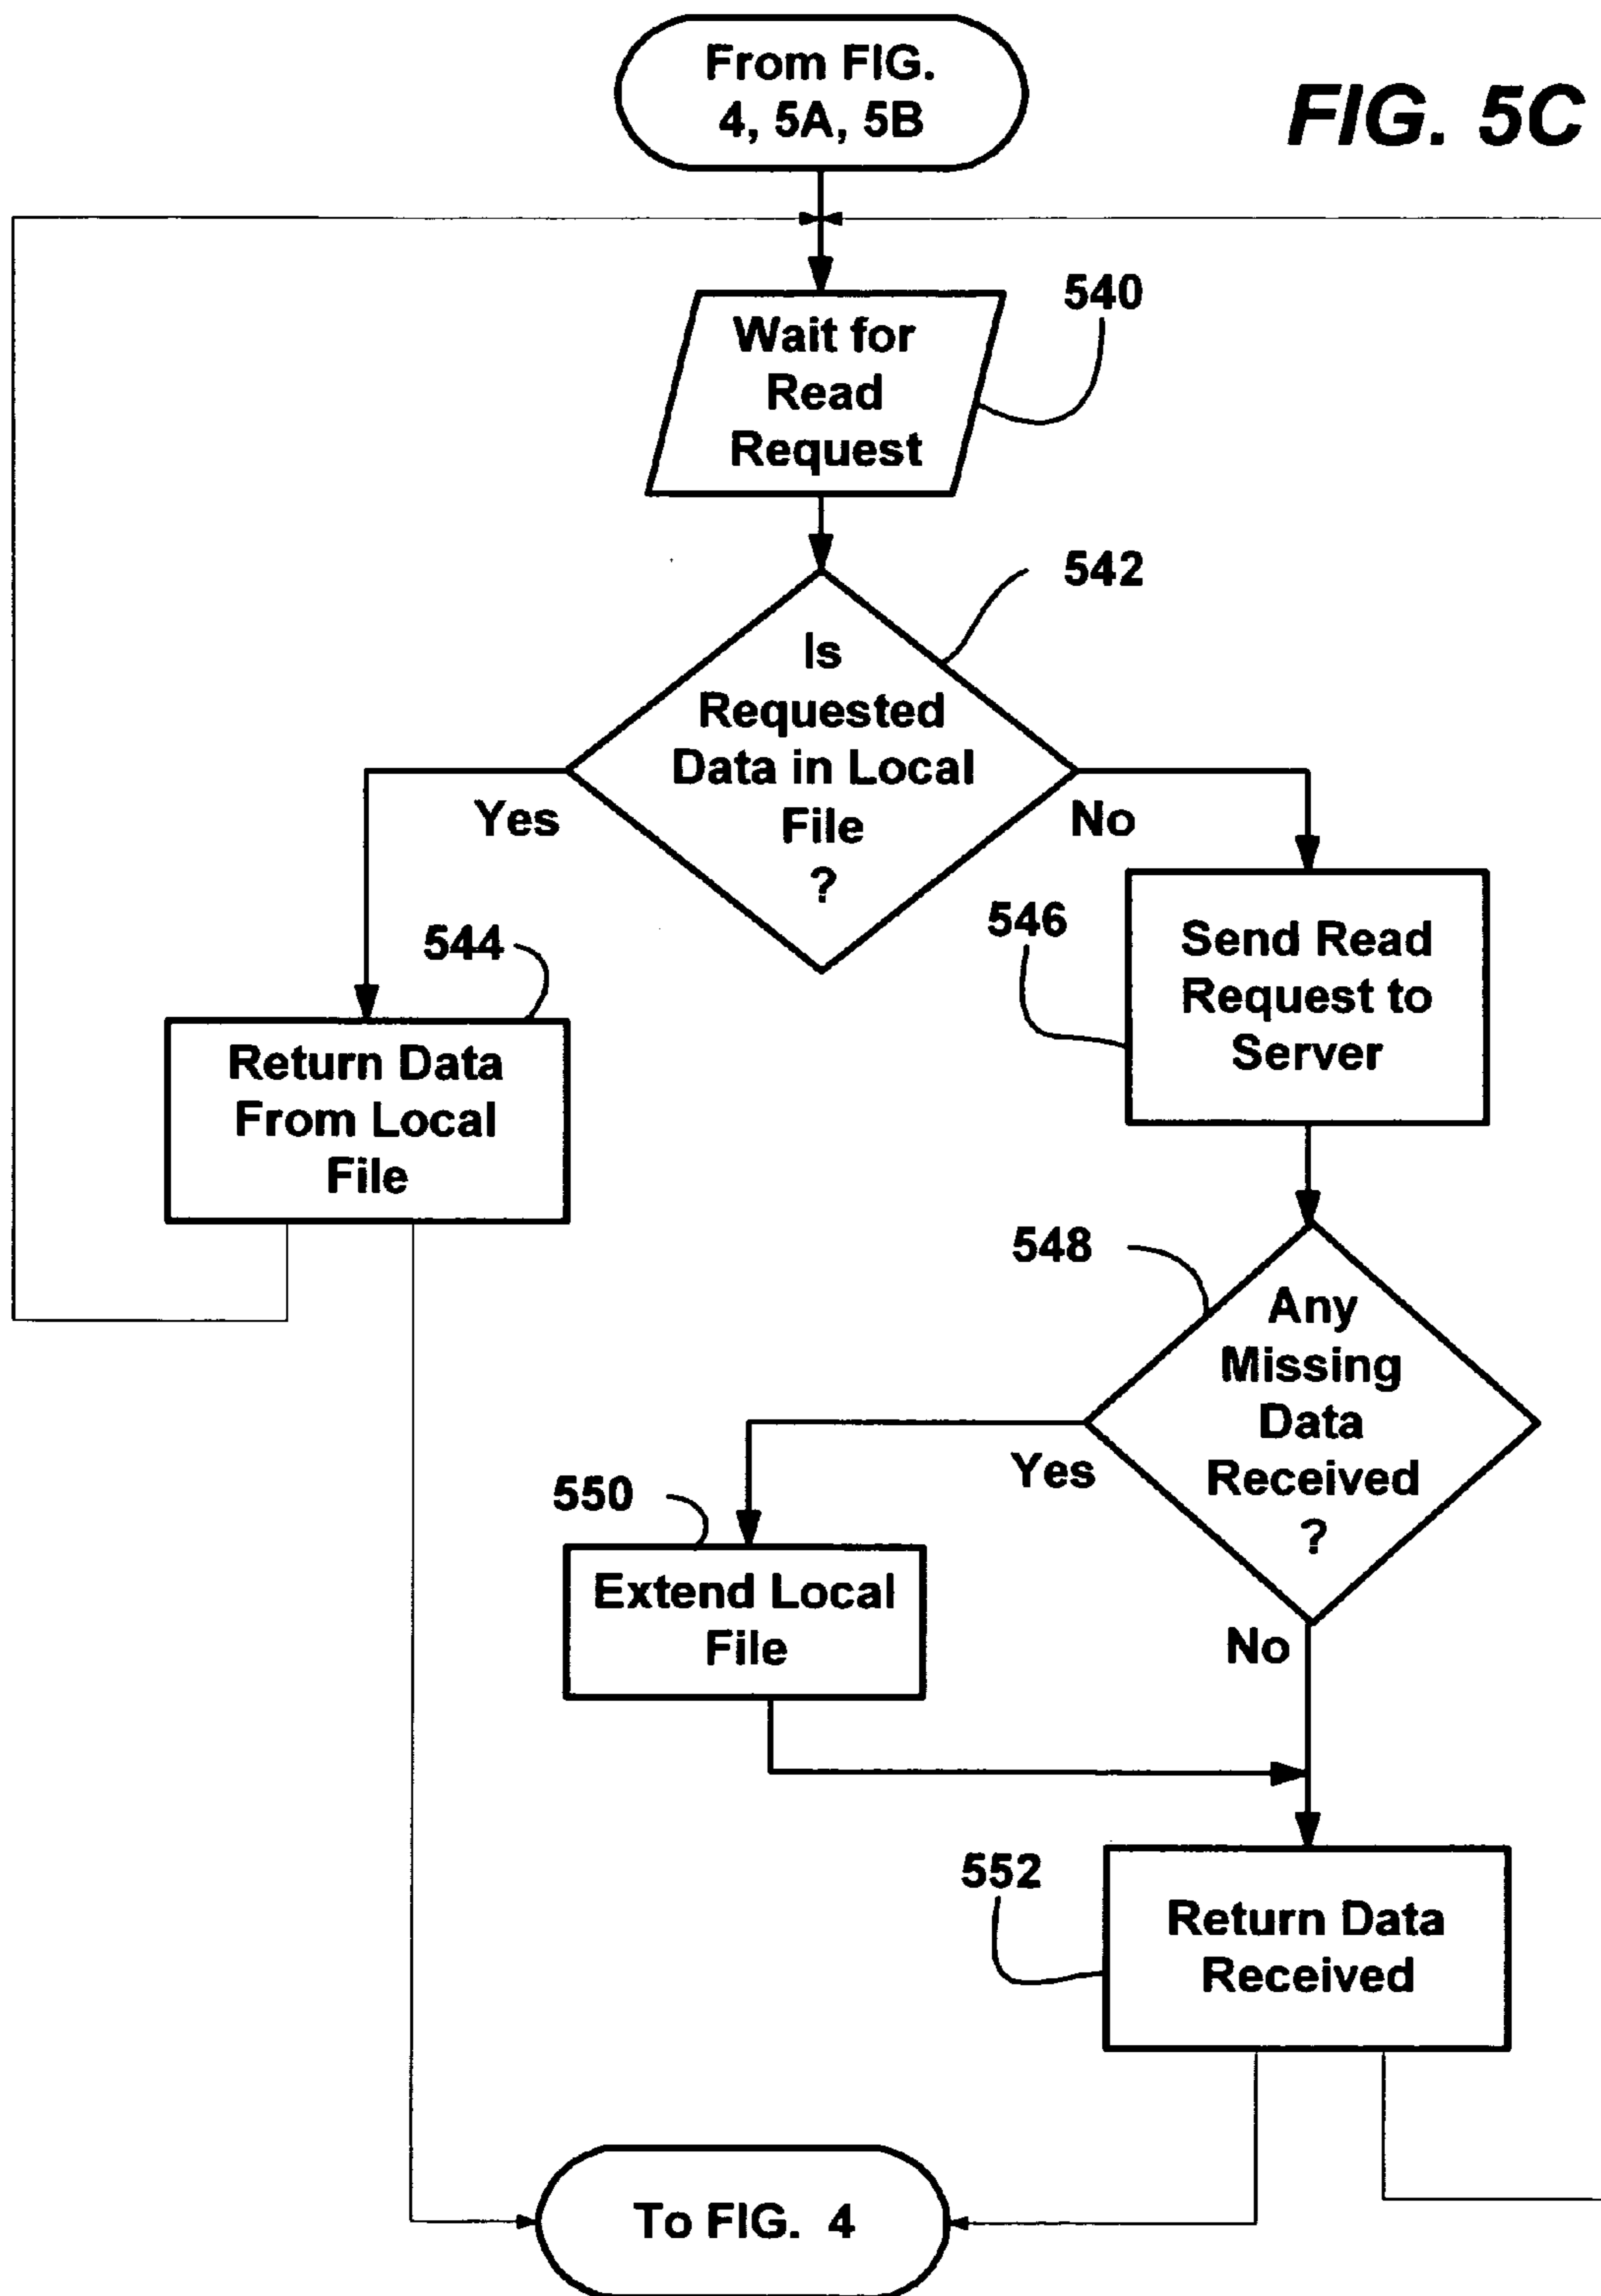 From FIG.
4, 5A, 5B
FIG. 5C
540
Wait for
Read
Request
542
Is
Requested
Data in Local
File
?
Yes
No
544
Return Data
From Local
File
546
Send Read
Request to
Server
548
Any
Missing
Data
Received
?
Yes
No
550
Extend Local
File
552
Return Data
Received
To FIG. 4